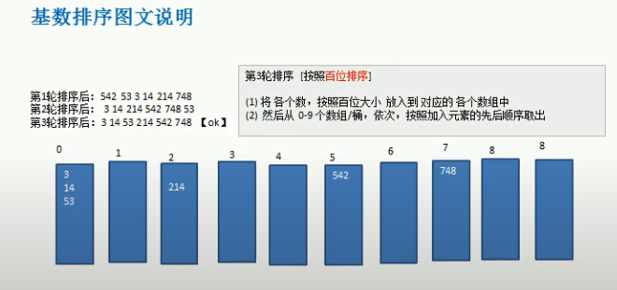 基数排序图文说明
第1轮排序后：542 53 3 14 214 748
第2轮排序后： 3 14 214 542 748 53
第3轮排序后：3 14 53 214 542 748 【ok】
第3轮排序 [按照百位排序]
(1) 将 各个数，按照百位大小 放入到 对应的 各个数组中
(2) 然后从 0-9 个数组/桶，依次，按照加入元素的先后顺序取出
0 1 2 3 4 5 6 7 8 8
3 214 542 748
14
53